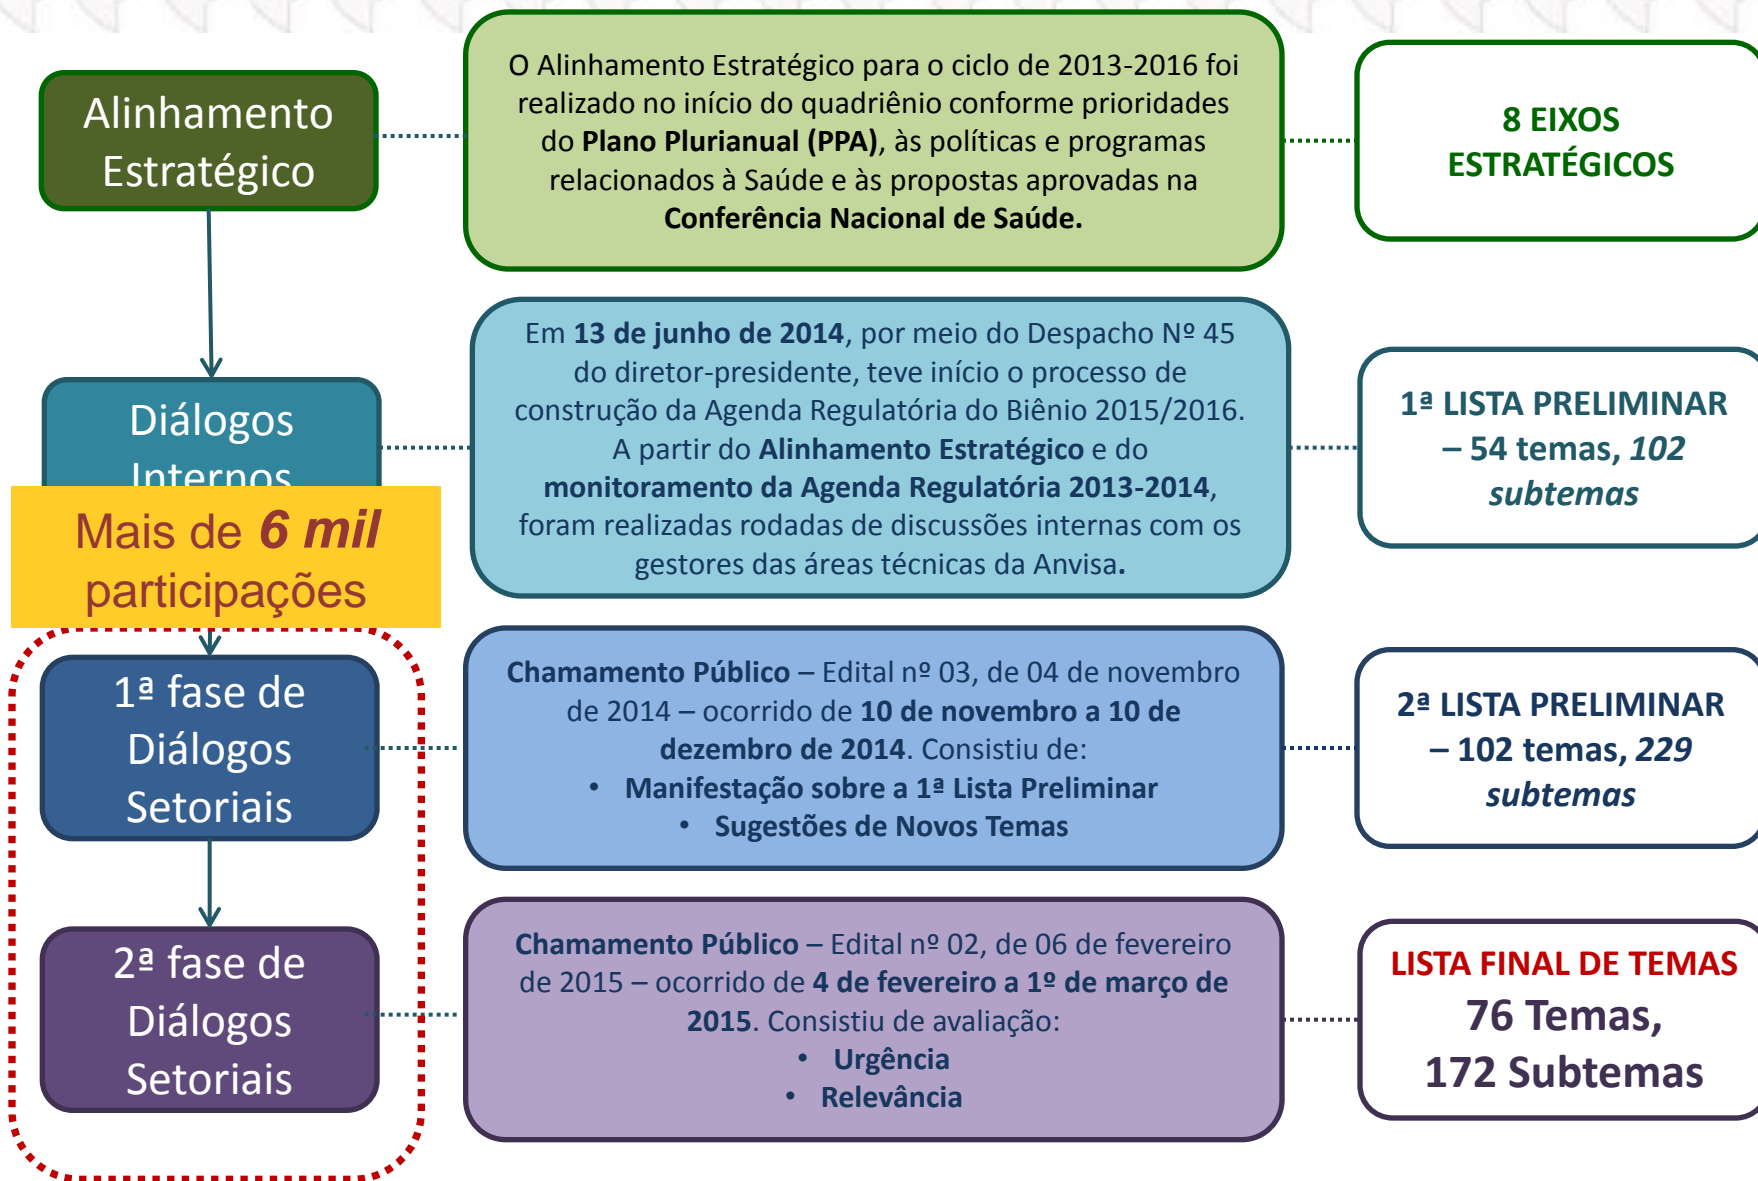 Alinhamento
Estratégico
O Alinhamento Estratégico para o ciclo de 2013-2016 foi
realizado no início do quadriênio conforme prioridades
do Plano Plurianual (PPA), às políticas e programas
relacionados à Saúde e às propostas aprovadas na
Conferência Nacional de Saúde.
8 EIXOS
ESTRATÉGICOS
Diálogos
Internos
Em 13 de junho de 2014, por meio do Despacho Nº 45
do diretor-presidente, teve início o processo de
construção da Agenda Regulatória do Biênio 2015/2016.
A partir do Alinhamento Estratégico e do
monitoramento da Agenda Regulatória 2013-2014,
foram realizadas rodadas de discussões internas com os
gestores das áreas técnicas da Anvisa.
1ª LISTA PRELIMINAR
– 54 temas, 102
subtemas
Mais de 6 mil
participações
1ª fase de
Diálogos
Setoriais
Chamamento Público – Edital nº 03, de 04 de novembro
de 2014 – ocorrido de 10 de novembro a 10 de
dezembro de 2014. Consistiu de:
• Manifestação sobre a 1ª Lista Preliminar
• Sugestões de Novos Temas
2ª LISTA PRELIMINAR
– 102 temas, 229
subtemas
2ª fase de
Diálogos
Setoriais
Chamamento Público – Edital nº 02, de 06 de fevereiro
de 2015 – ocorrido de 4 de fevereiro a 1º de março de
2015. Consistiu de avaliação:
• Urgência
• Relevância
LISTA FINAL DE TEMAS
76 Temas,
172 Subtemas